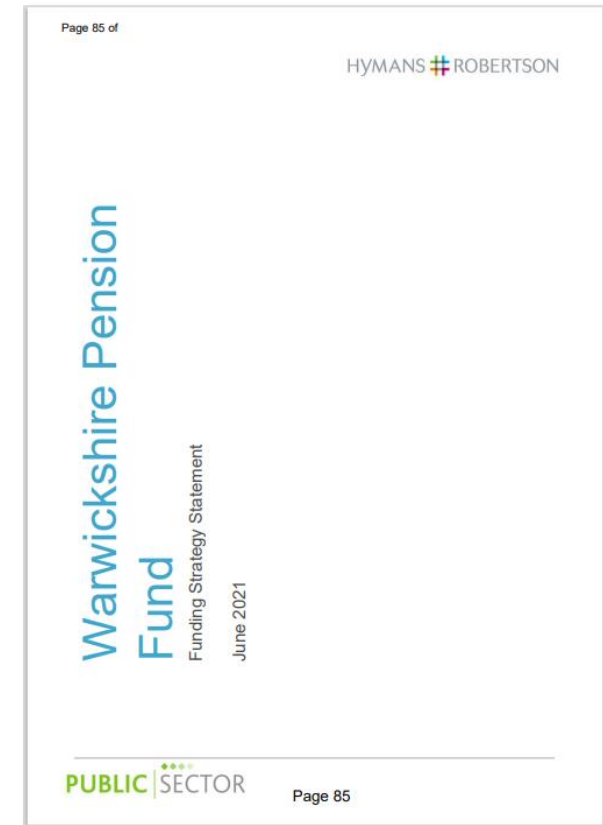 Page 85 of
HYMANS ROBERTSON
Warwickshire Pension
Fund
Funding Strategy Statement
June 2021
PUBLIC SECTOR
Page 85